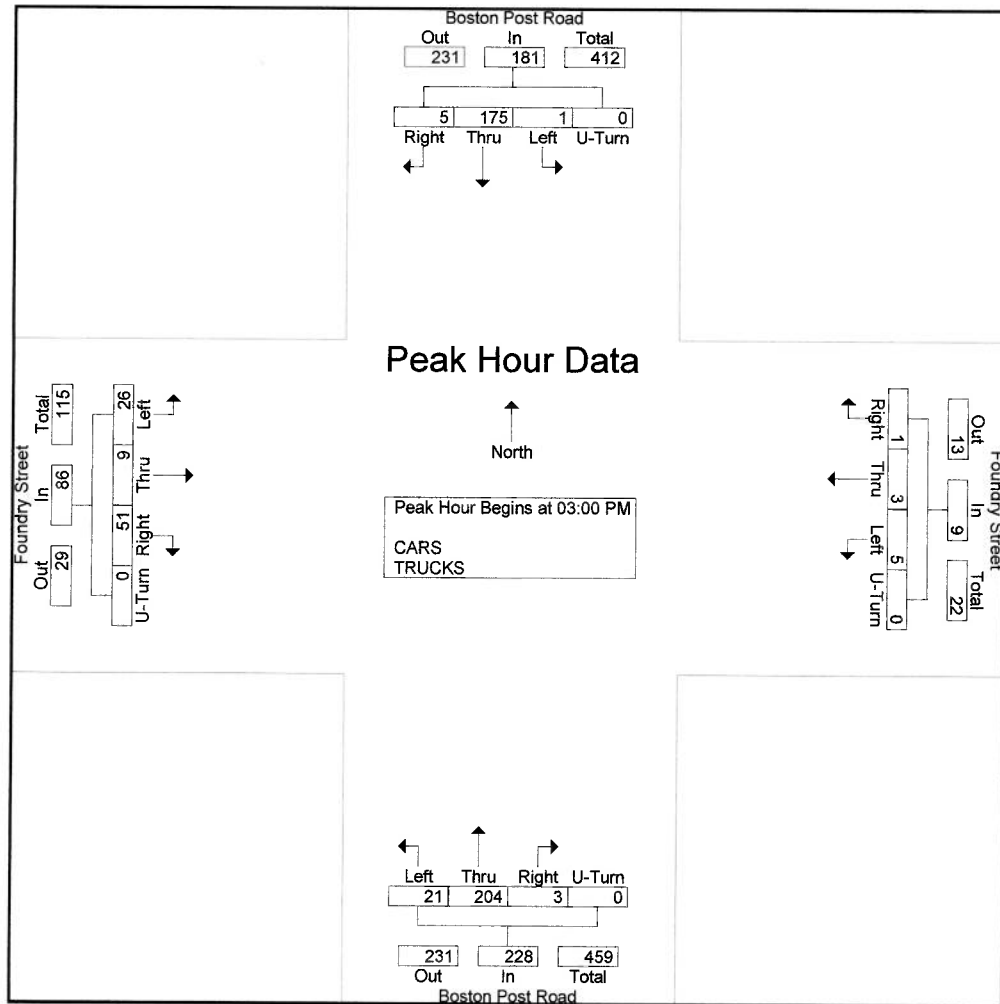 Boston Post Road
Out In Total
231 181 412
5 175 1 0
Right Thru Left U-Turn
Peak Hour Data
North
Peak Hour Begins at 03:00 PM
CARS
TRUCKS
Foundry Street
Out In Total
29 86 115
U-Turn Right Thru Left
0 51 9 26
Foundry Street
Out In Total
13 9 22
1 3 5 0
Right Thru Left U-Turn
Left Thru Right U-Turn
21 204 3 0
231 228 459
Out In Total
Boston Post Road